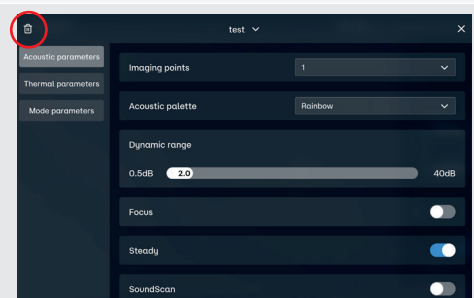 test
Acoustic parameters
Thermal parameters
Mode parameters
Imaging points
1
Acoustic palette
Rainbow
Dynamic range
0.5dB
2.0
40dB
Focus
Steady
SoundScan